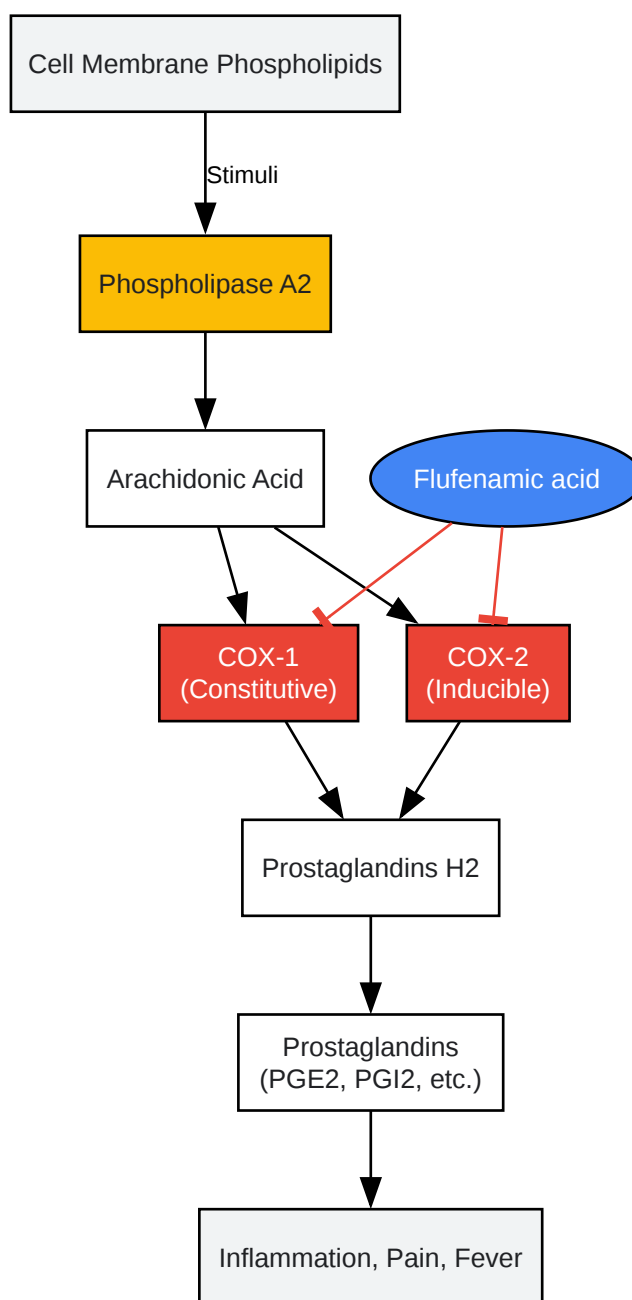 Cell Membrane Phospholipids
Stimuli
Phospholipase A2
Arachidonic Acid
Flufenamic acid
COX-1
(Constitutive)
COX-2
(Inducible)
Prostaglandins H2
Prostaglandins
(PGE2, PGI2, etc.)
Inflammation, Pain, Fever